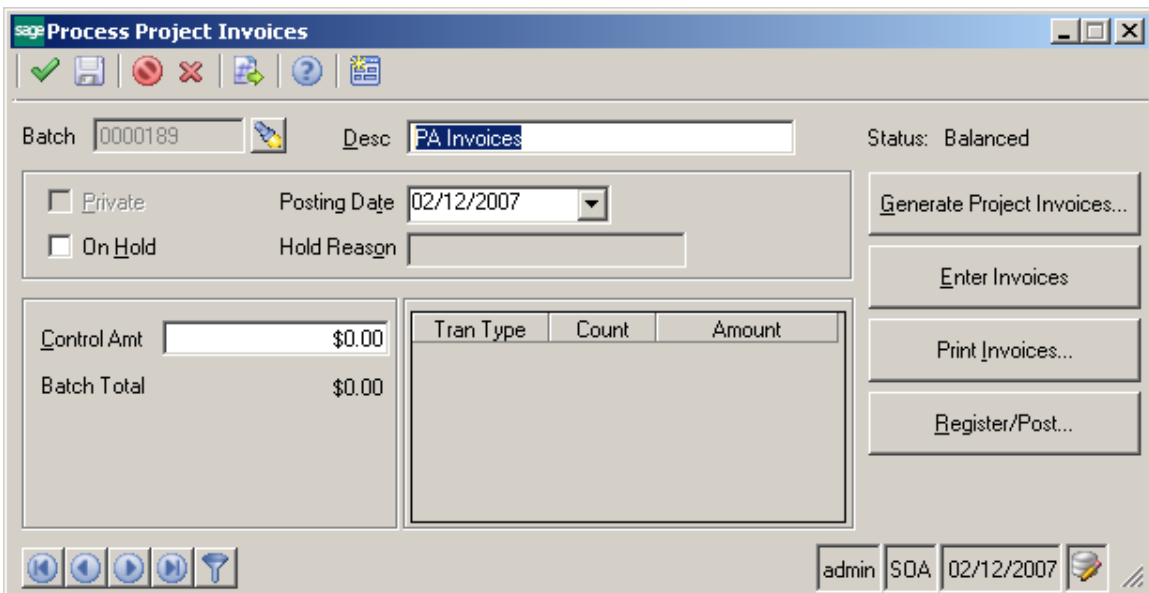 sage Process Project Invoices
Batch 0000189 Desc PA Invoices Status: Balanced
Private Posting Date 02/12/2007 Generate Project Invoices...
On Hold Hold Reason
Enter Invoices
Control Amt $0.00 Tran Type Count Amount
Print Invoices...
Batch Total $0.00
Register/Post...
admin SOA 02/12/2007